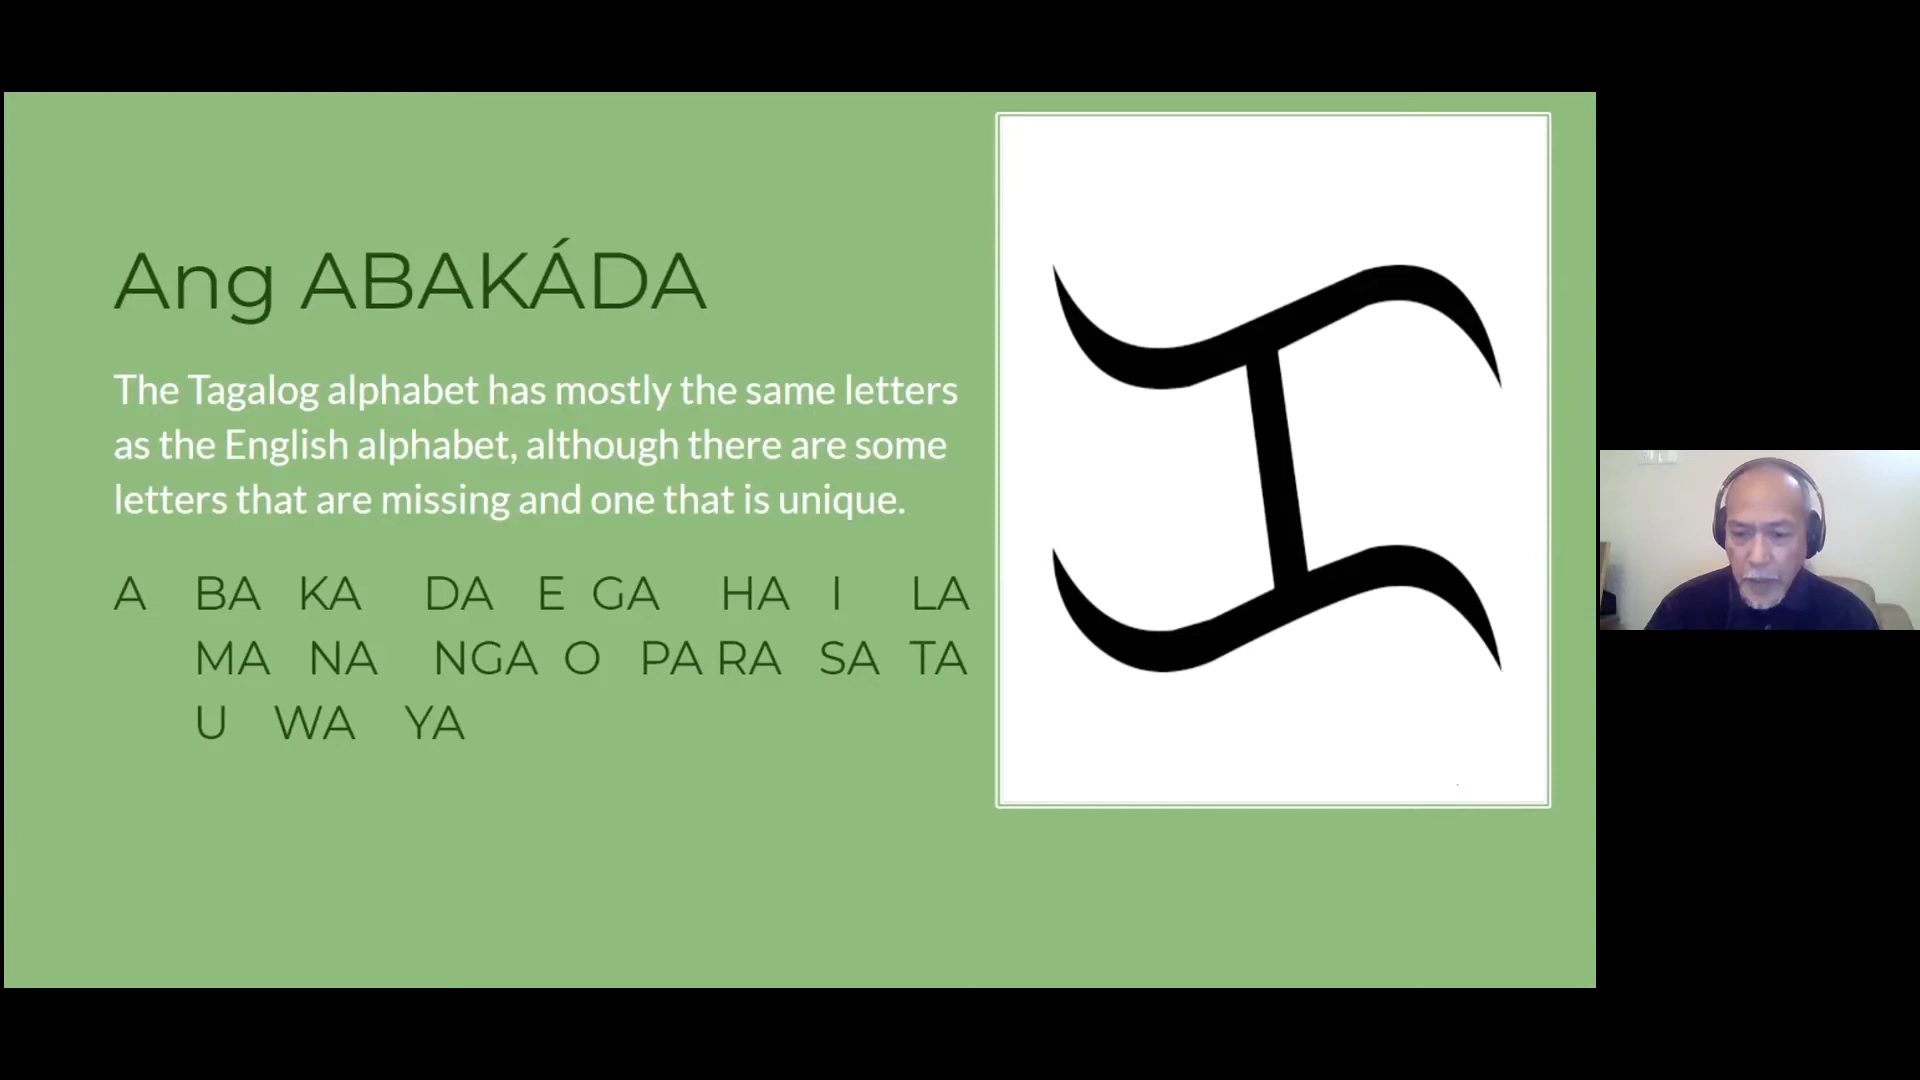 Ang ABAKÁDA
The Tagalog alphabet has mostly the same letters
as the English alphabet, although there are some
letters that are missing and one that is unique.
A BA KA DA E GA HA I LA
MA NA NGA O PA RA SA TA
U WA YA
ᜃ